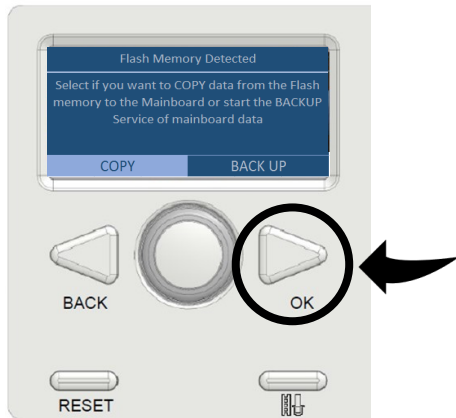 Flash Memory Detected
Select if you want to COPY data from the Flash
memory to the Mainboard or start the BACKUP
Service of mainboard data
COPY BACK UP
BACK OK
RESET